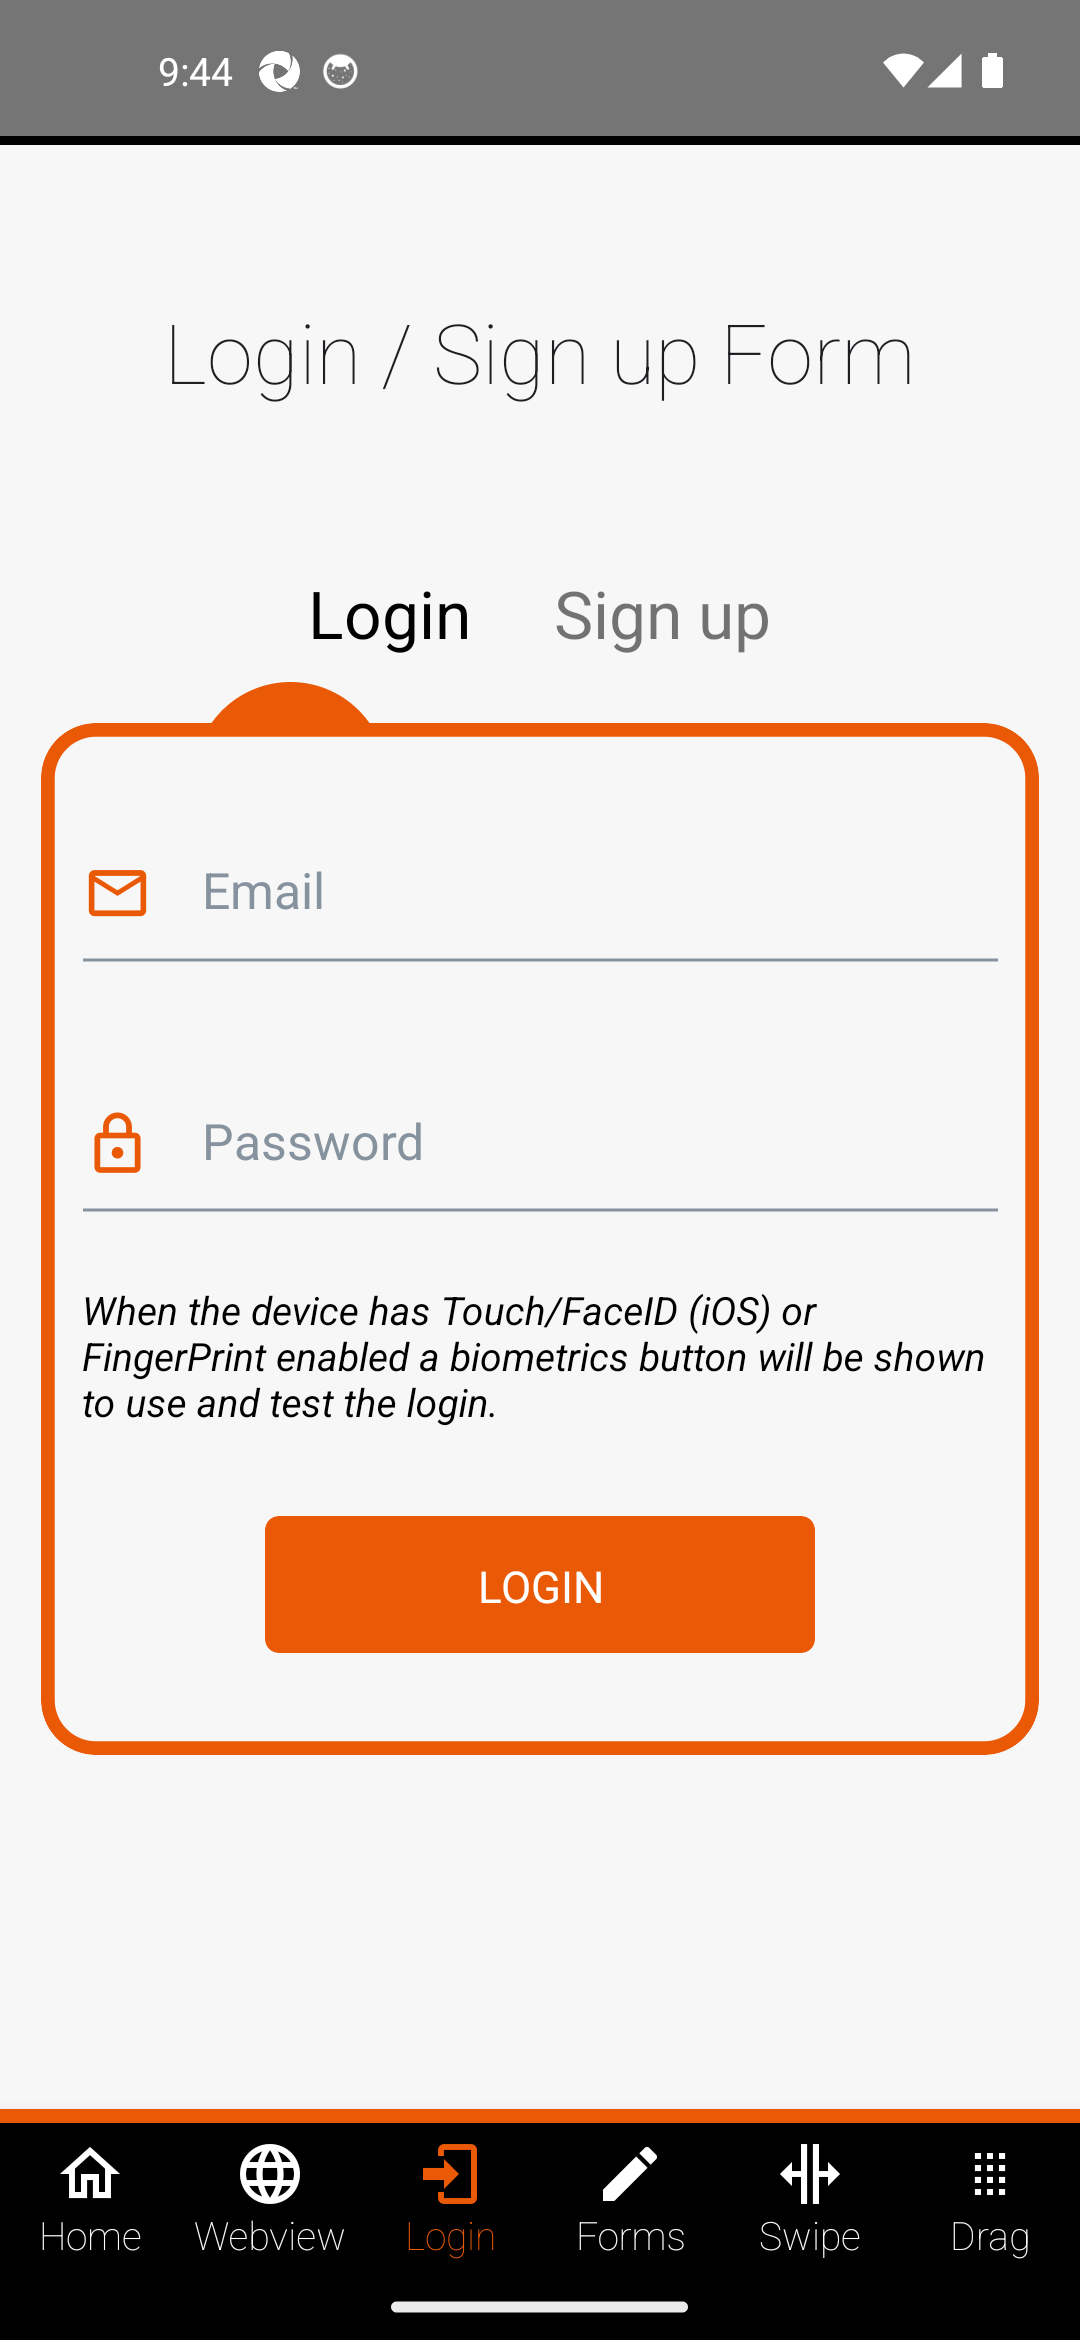 9:44
Login / Sign up Form
Login Sign up
Email
Password
When the device has Touch/FaceID (iOS) or
FingerPrint enabled a biometrics button will be shown
to use and test the login.
LOGIN
Home Webview Login Forms Swipe Drag